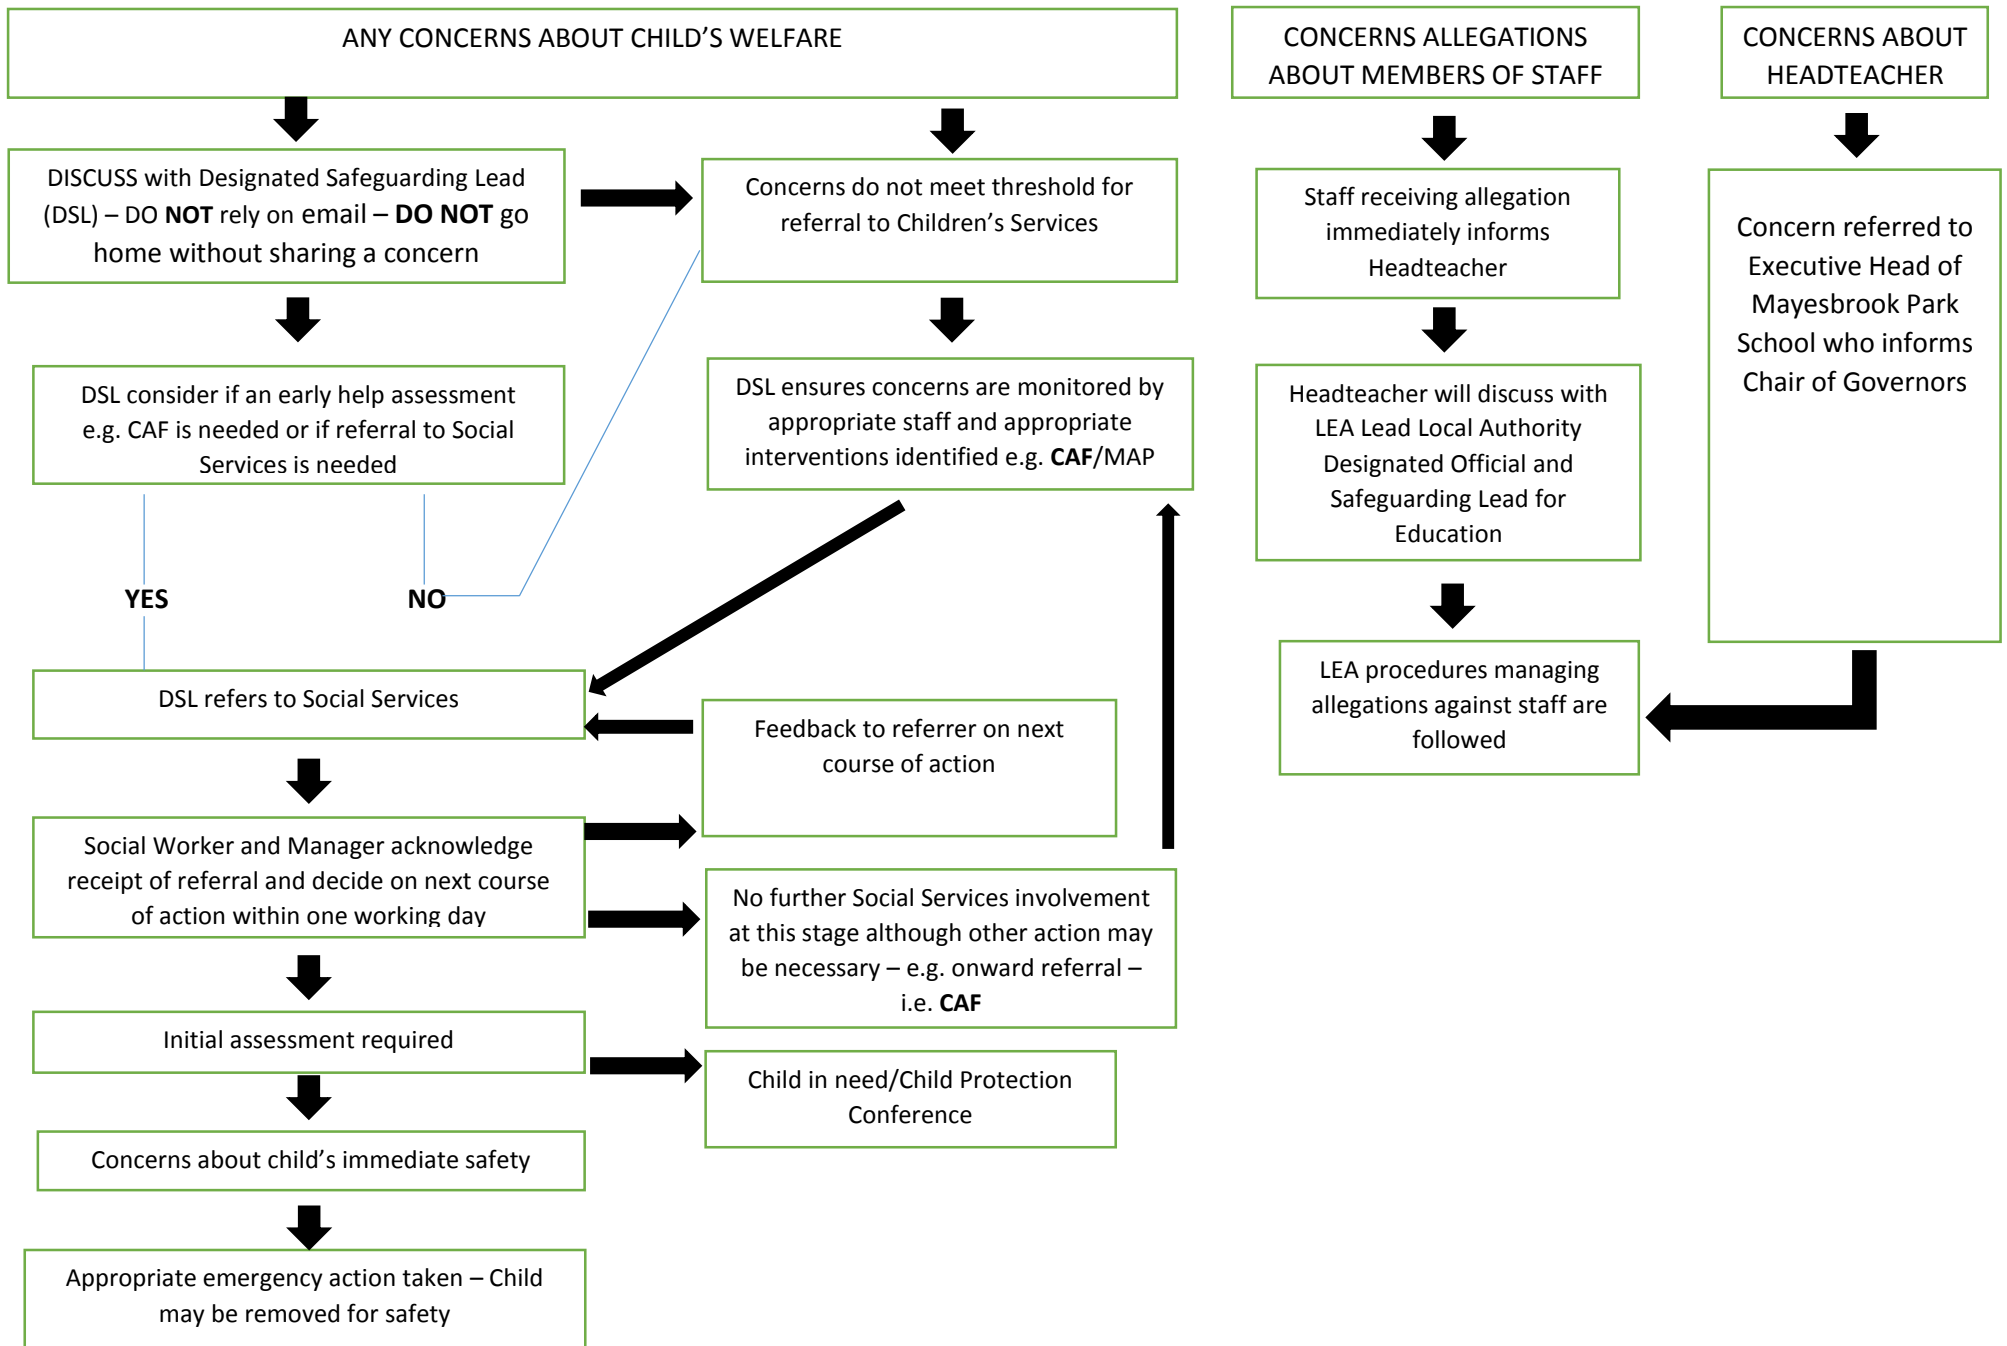 ANY CONCERNS ABOUT CHILD’S WELFARE
CONCERNS ALLEGATIONS
ABOUT MEMBERS OF STAFF
CONCERNS ABOUT
HEADTEACHER
DISCUSS with Designated Safeguarding Lead
(DSL) – DO NOT rely on email – DO NOT go
home without sharing a concern
Concerns do not meet threshold for
referral to Children’s Services
Staff receiving allegation
immediately informs
Headteacher
Concern referred to
Executive Head of
Mayesbrook Park
School who informs
Chair of Governors
DSL consider if an early help assessment
e.g. CAF is needed or if referral to Social
Services is needed
DSL ensures concerns are monitored by
appropriate staff and appropriate
interventions identified e.g. CAF/MAP
Headteacher will discuss with
LEA Lead Local Authority
Designated Official and
Safeguarding Lead for
Education
YES
NO
DSL refers to Social Services
Feedback to referrer on next
course of action
LEA procedures managing
allegations against staff are
followed
Social Worker and Manager acknowledge
receipt of referral and decide on next course
of action within one working day
No further Social Services involvement
at this stage although other action may
be necessary – e.g. onward referral –
i.e. CAF
Initial assessment required
Child in need/Child Protection
Conference
Concerns about child’s immediate safety
Appropriate emergency action taken – Child
may be removed for safety